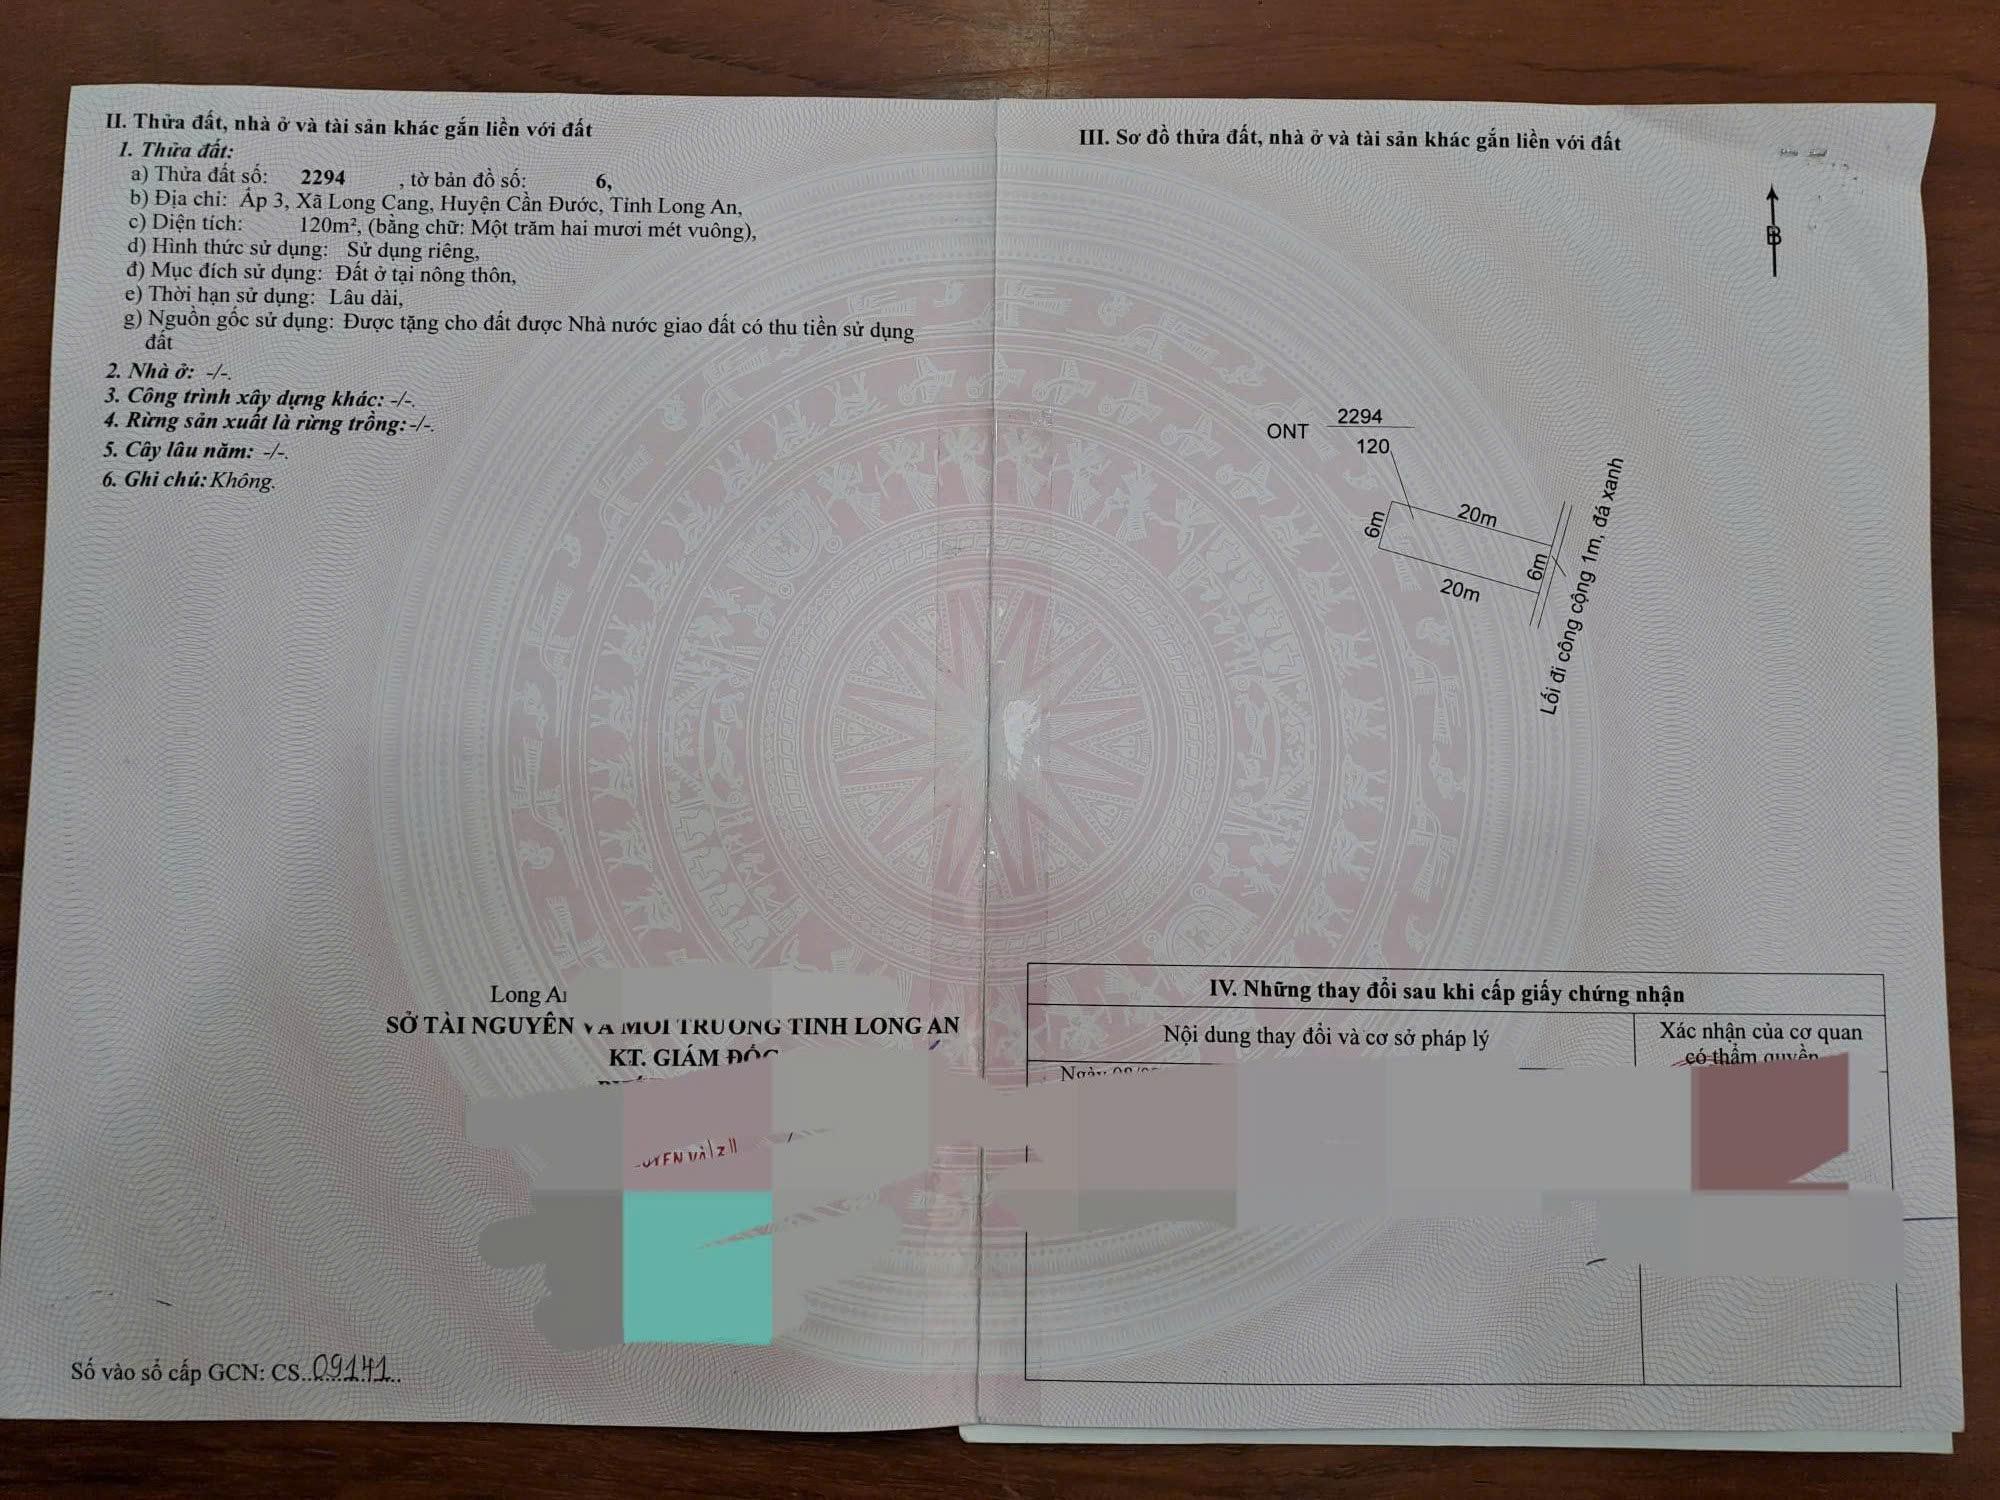 II. Thửa đất, nhà ở và tài sản khác gắn liền với đất
1. Thửa đất:
a) Thửa đất số: 2294 , tờ bản đồ số: 6,
b) Địa chỉ: Ấp 3, Xã Long Cang, Huyện Cần Đước, Tỉnh Long An,
c) Diện tích: 120m², (bằng chữ: Một trăm hai mươi mét vuông),
d) Hình thức sử dụng: Sử dụng riêng,
đ) Mục đích sử dụng: Đất ở tại nông thôn,
e) Thời hạn sử dụng: Lâu dài,
g) Nguồn gốc sử dụng: Được tặng cho đất được Nhà nước giao đất có thu tiền sử dụng
đất
2. Nhà ở: -/-.
3. Công trình xây dựng khác: -/-.
4. Rừng sản xuất là rừng trồng: -/-.
5. Cây lâu năm: -/-.
6. Ghi chú: Không.
Long An
SỞ TÀI NGUYÊN VÀ MÔI TRƯỜNG TỈNH LONG AN
KT. GIÁM ĐỐC
Số vào sổ cấp GCN: CS..09141..
III. Sơ đồ thửa đất, nhà ở và tài sản khác gắn liền với đất
B
ONT 2294
120
20m
6m
6m
20m
Lối đi công cộng 1m, đá xanh
IV. Những thay đổi sau khi cấp giấy chứng nhận
Nội dung thay đổi và cơ sở pháp lý
Xác nhận của cơ quan
có thẩm quyền
Ngày